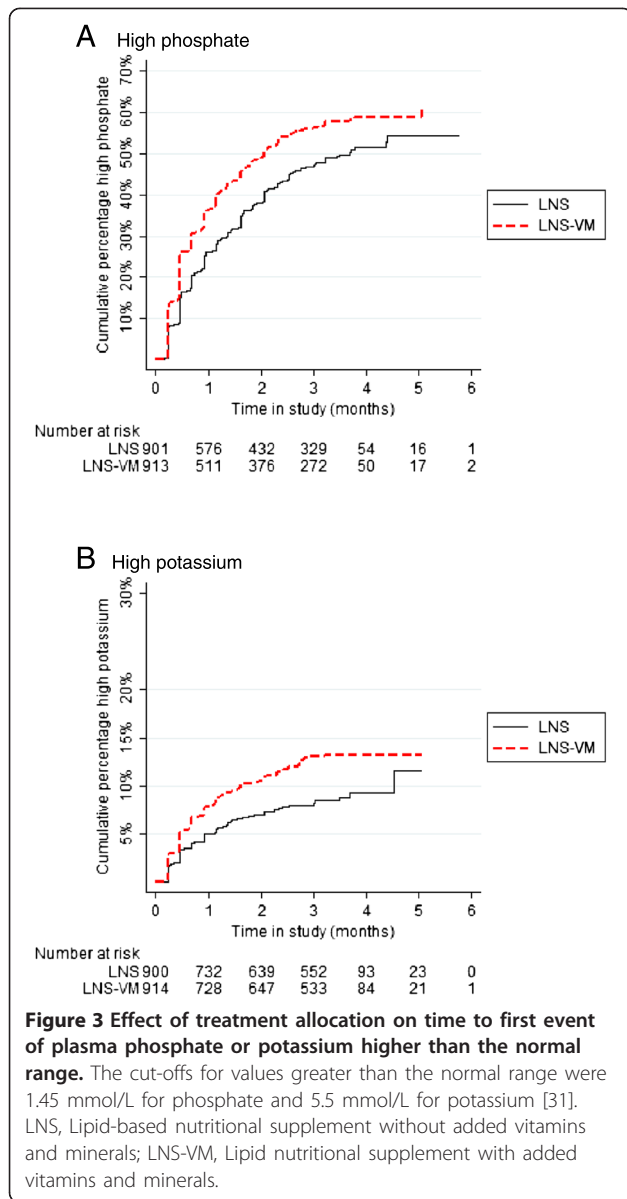 A High phosphate
70%
60%
50%
40%
30%
20%
10%
Cumulative percentage high phosphate
LNS
LNS-VM
0 1 2 3 4 5 6
Time in study (months)
Number at risk
LNS 901 576 432 329 54 16 1
LNS-VM 913 511 376 272 50 17 2
B High potassium
30%
20%
15%
10%
5%
Cumulative percentage high potassium
LNS
LNS-VM
0 1 2 3 4 5 6
Time in study (months)
Number at risk
LNS 900 732 639 552 93 23 0
LNS-VM 914 728 647 533 84 21 1
Figure 3 Effect of treatment allocation on time to first event
of plasma phosphate or potassium higher than the normal
range. The cut-offs for values greater than the normal range were
1.45 mmol/L for phosphate and 5.5 mmol/L for potassium [31].
LNS, Lipid-based nutritional supplement without added vitamins
and minerals; LNS-VM, Lipid nutritional supplement with added
vitamins and minerals.